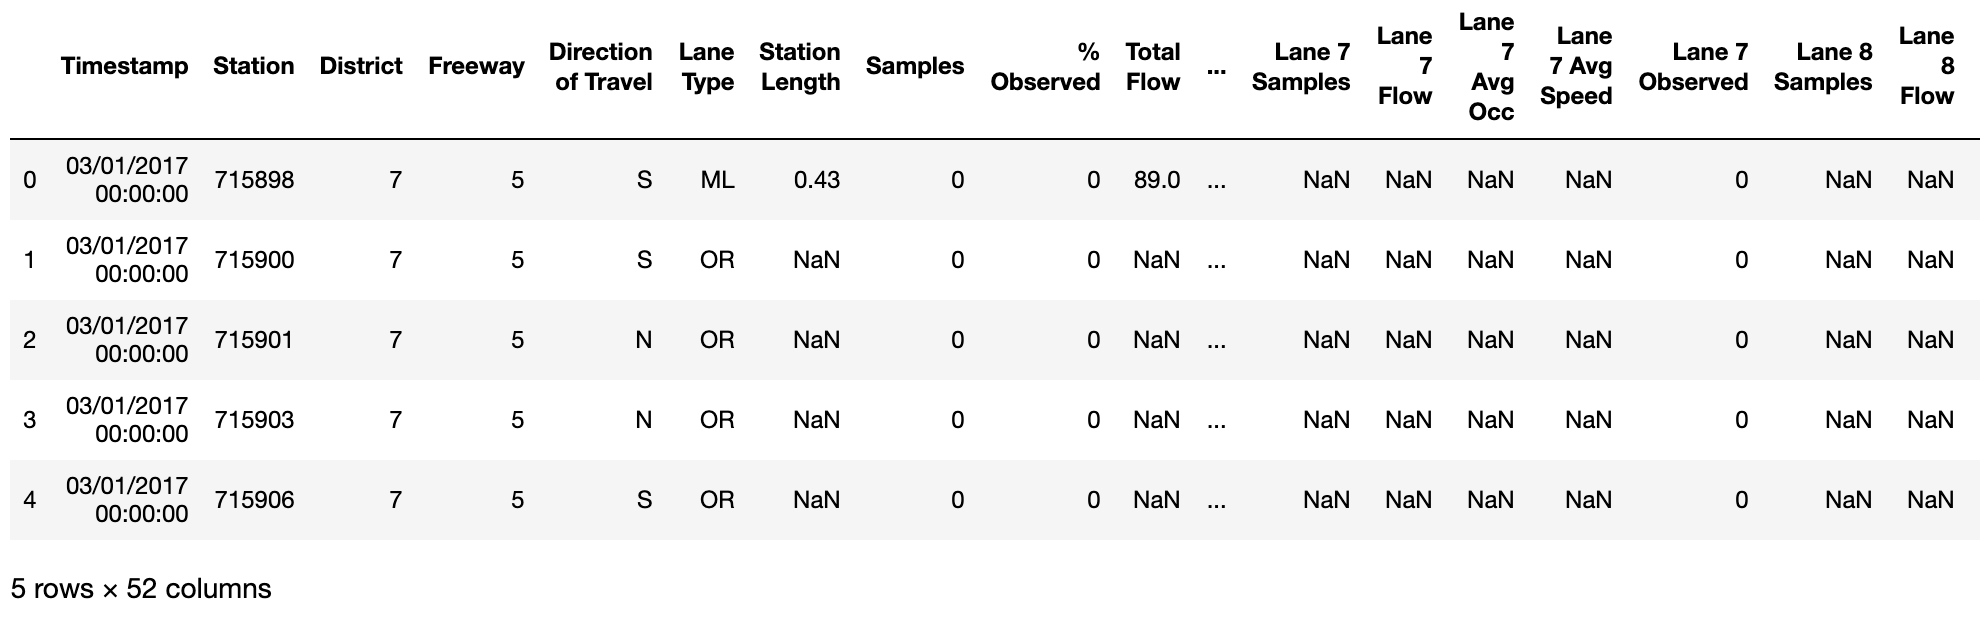 Timestamp Station District Freeway Direction of Travel Lane Type Station Length Samples % Observed Total Flow ... Lane 7 Samples Lane 7 Flow Lane 7 Avg Occ Lane 7 Avg Speed Lane 7 Observed Lane 8 Samples Lane 8 Flow
0 03/01/2017 00:00:00 715898 7 5 S ML 0.43 0 0 89.0 ... NaN NaN NaN NaN 0 NaN NaN
1 03/01/2017 00:00:00 715900 7 5 S OR NaN 0 0 NaN ... NaN NaN NaN NaN 0 NaN NaN
2 03/01/2017 00:00:00 715901 7 5 N OR NaN 0 0 NaN ... NaN NaN NaN NaN 0 NaN NaN
3 03/01/2017 00:00:00 715903 7 5 N OR NaN 0 0 NaN ... NaN NaN NaN NaN 0 NaN NaN
4 03/01/2017 00:00:00 715906 7 5 S OR NaN 0 0 NaN ... NaN NaN NaN NaN 0 NaN NaN
5 rows × 52 columns